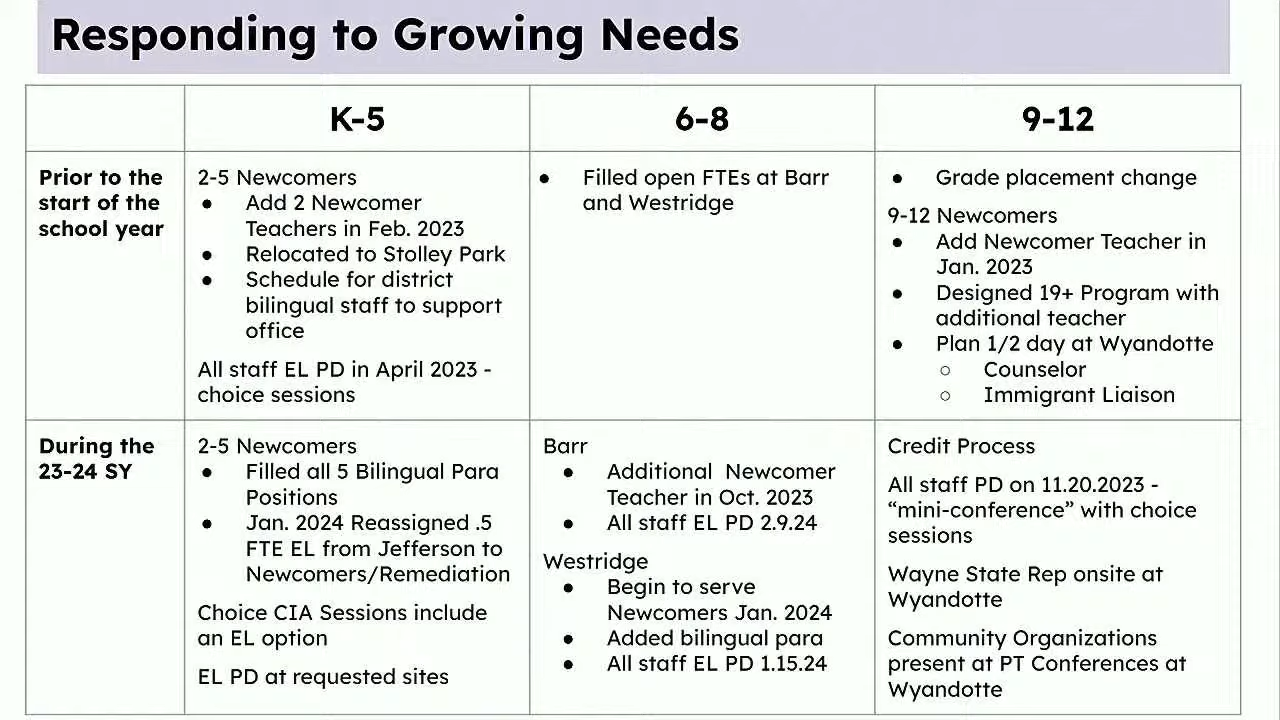 Responding to Growing Needs
K-5
6-8
9-12
Prior to the
start of the
school year
2-5 Newcomers
● Add 2 Newcomer
Teachers in Feb. 2023
● Relocated to Stolley Park
● Schedule for district
bilingual staff to support
office
All staff EL PD in April 2023 -
choice sessions
● Filled open FTEs at Barr
and Westridge
● Grade placement change
9-12 Newcomers
● Add Newcomer Teacher in
Jan. 2023
● Designed 19+ Program with
additional teacher
● Plan 1/2 day at Wyandotte
○ Counselor
○ Immigrant Liaison
During the
23-24 SY
2-5 Newcomers
● Filled all 5 Bilingual Para
Positions
● Jan. 2024 Reassigned .5
FTE EL from Jefferson to
Newcomers/Remediation
Choice CIA Sessions include
an EL option
EL PD at requested sites
Barr
● Additional Newcomer
Teacher in Oct. 2023
● All staff EL PD 2.9.24
Westridge
● Begin to serve
Newcomers Jan. 2024
● Added bilingual para
● All staff EL PD 1.15.24
Credit Process
All staff PD on 11.20.2023 -
“mini-conference” with choice
sessions
Wayne State Rep onsite at
Wyandotte
Community Organizations
present at PT Conferences at
Wyandotte